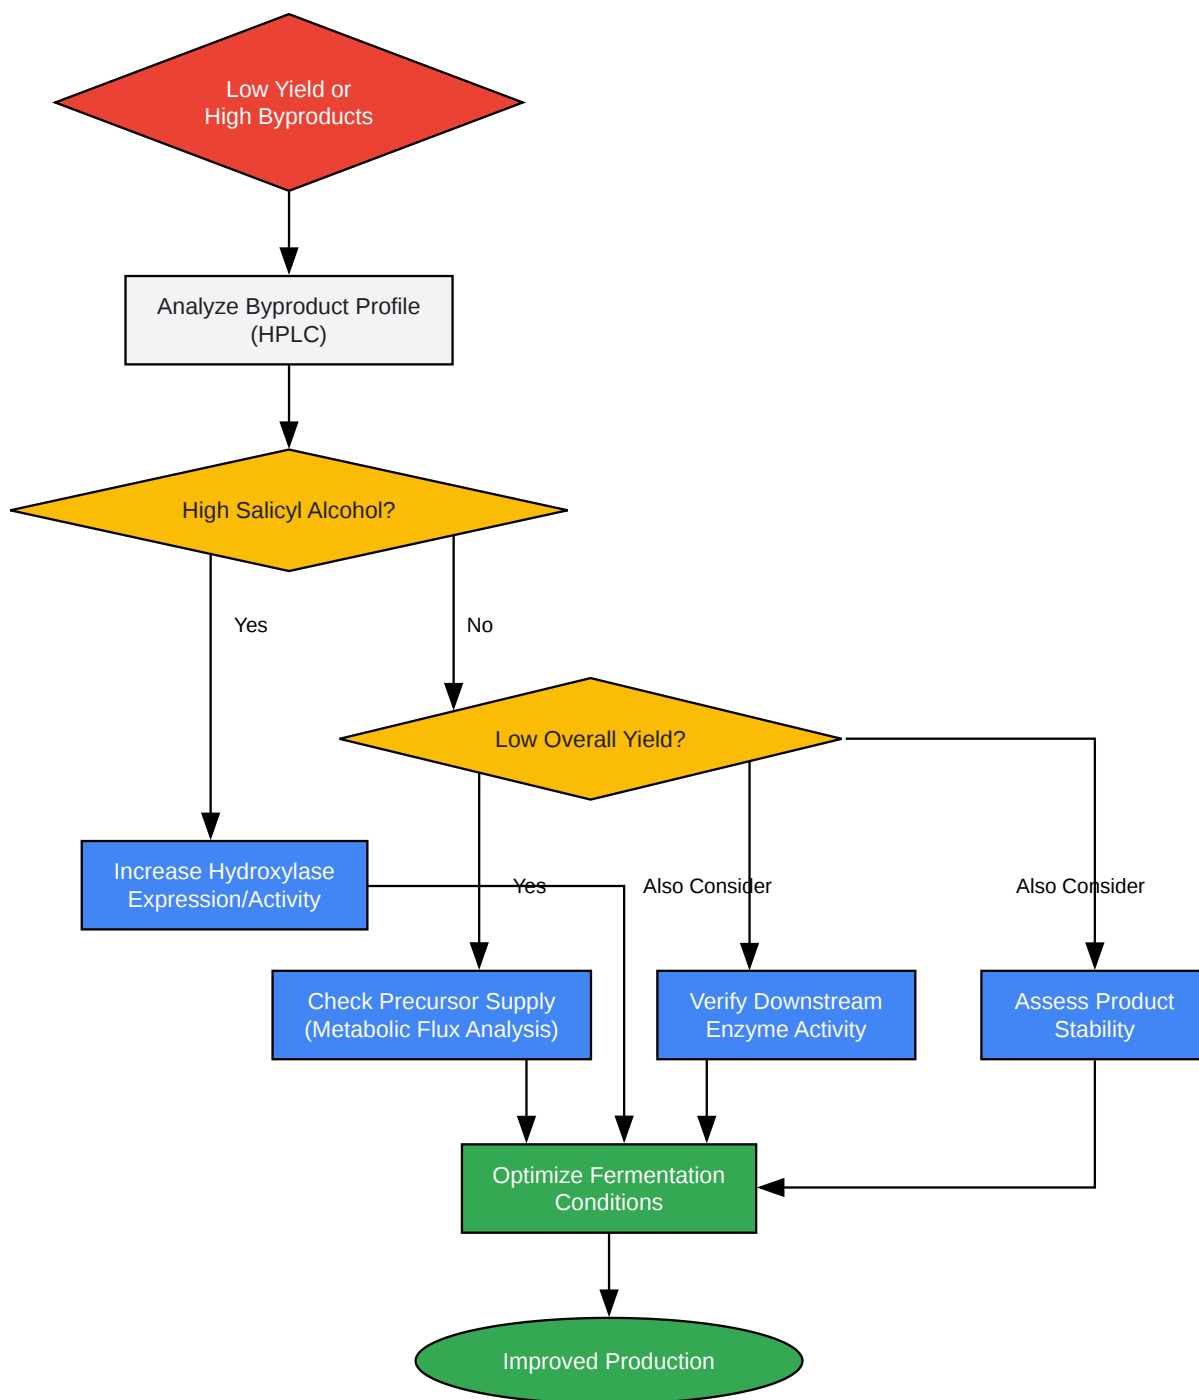 Low Yield or
High Byproducts
Analyze Byproduct Profile
(HPLC)
High Salicyl Alcohol?
Yes
No
Low Overall Yield?
Increase Hydroxylase
Expression/Activity
Yes
Also Consider
Also Consider
Check Precursor Supply
(Metabolic Flux Analysis)
Verify Downstream
Enzyme Activity
Assess Product
Stability
Optimize Fermentation
Conditions
Improved Production